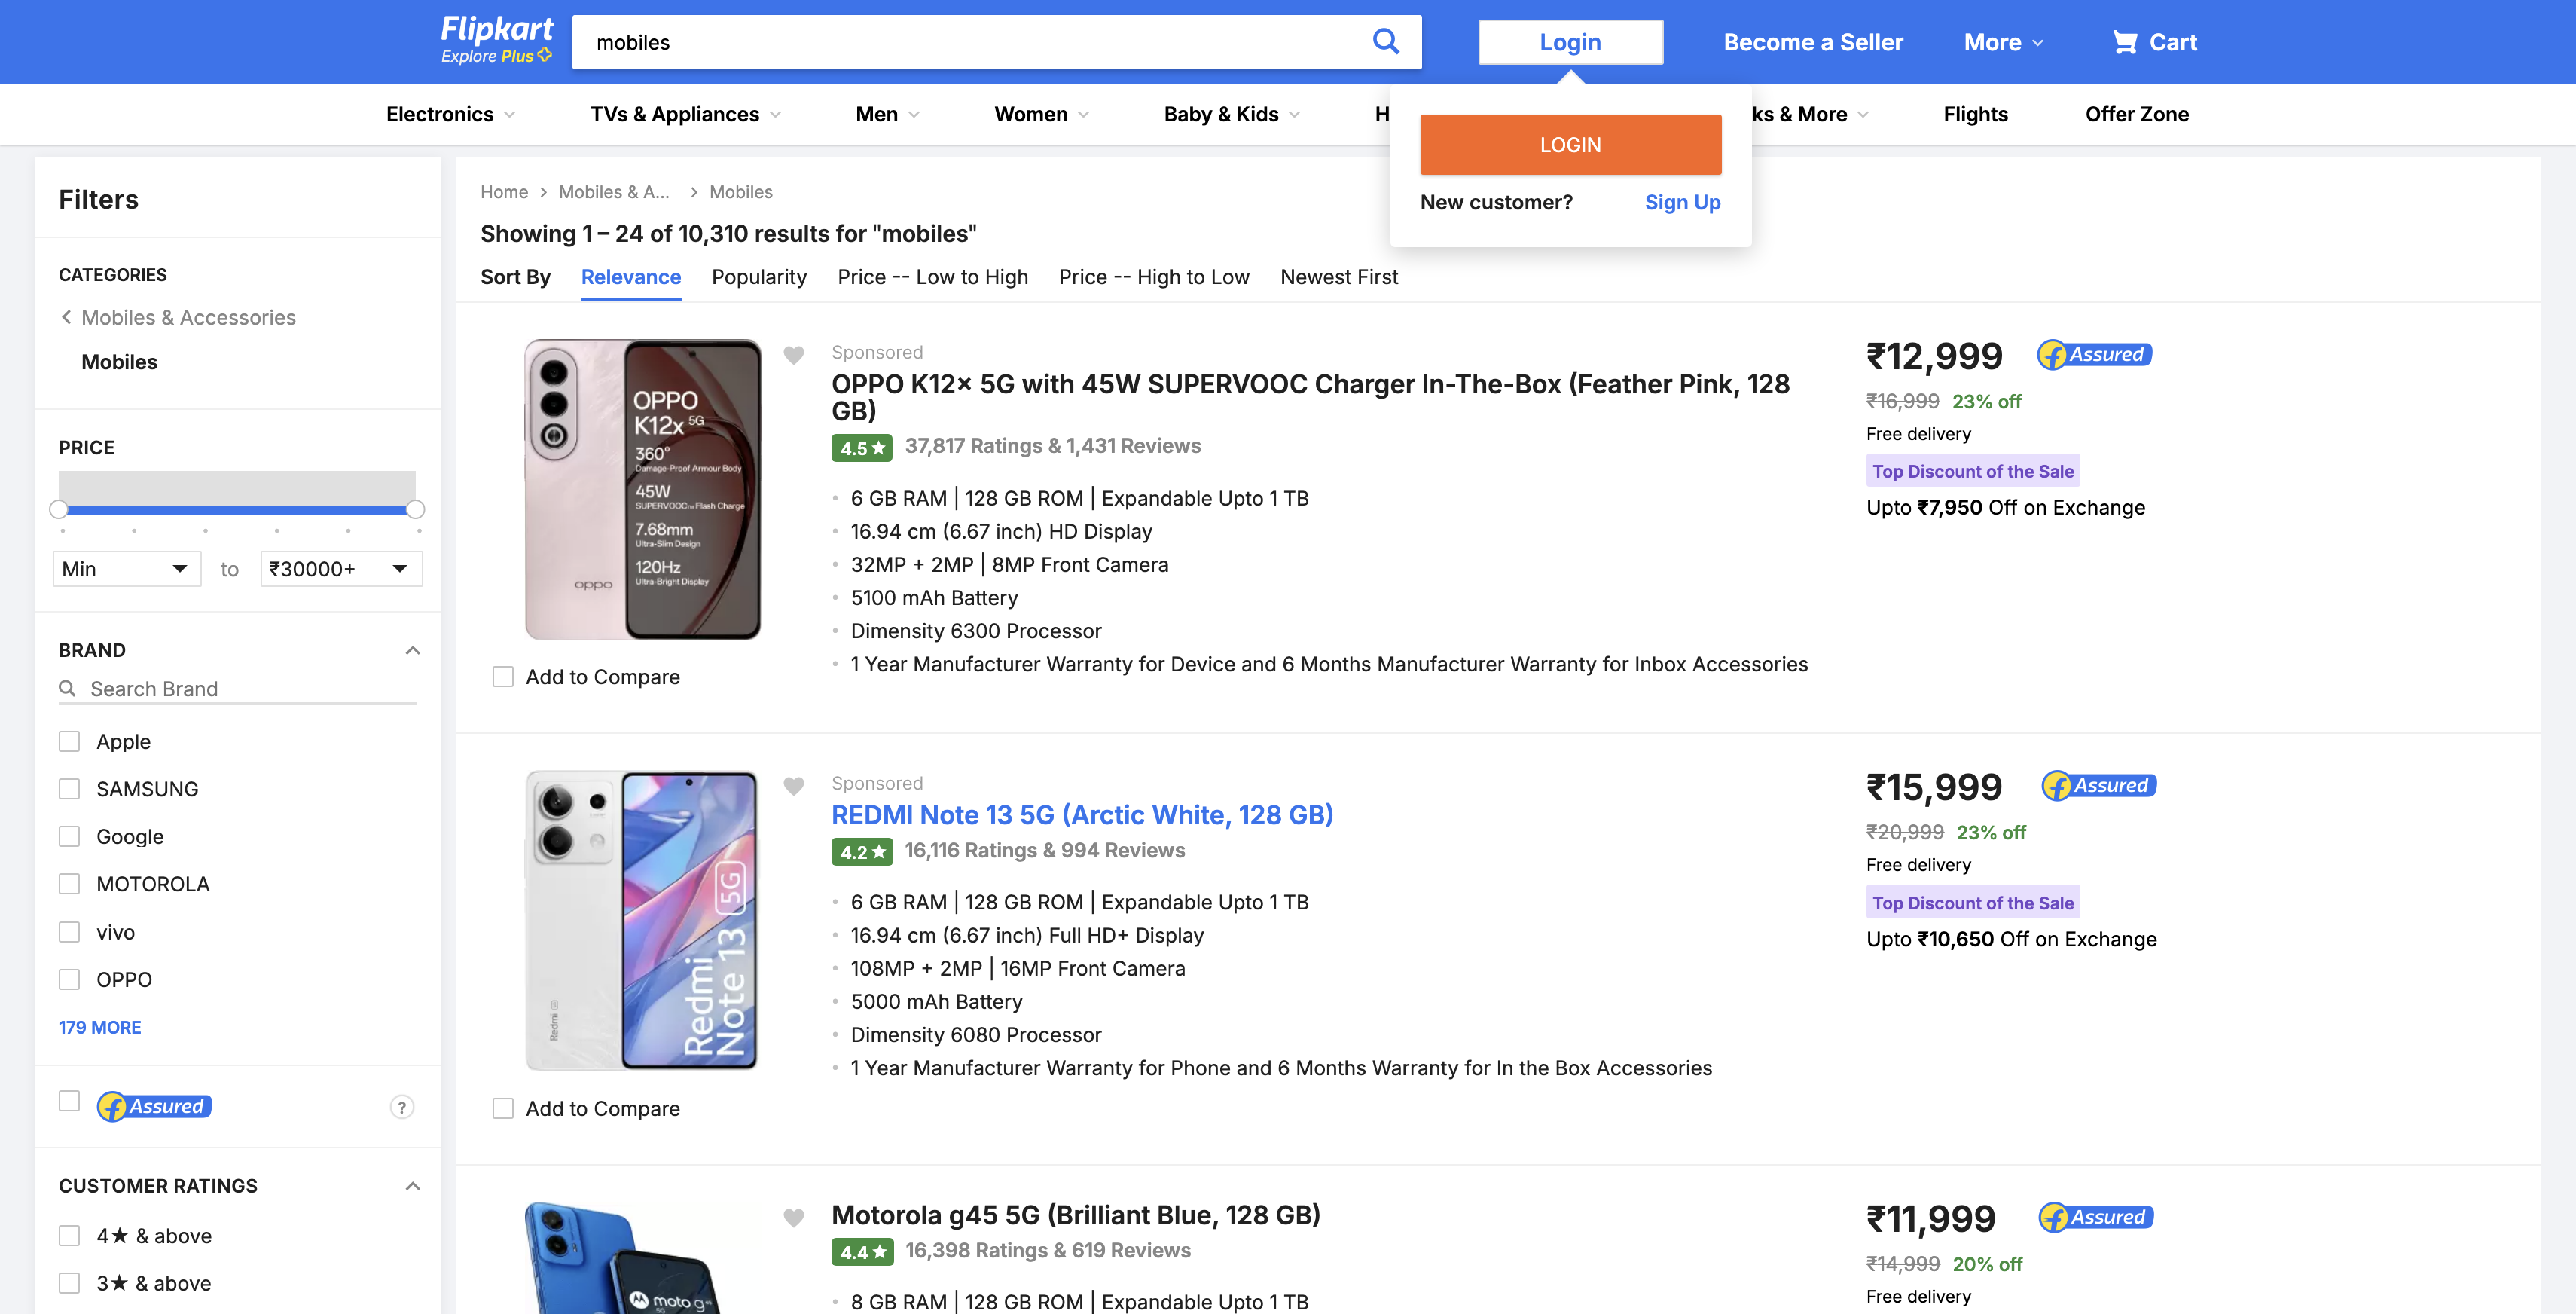 Flipkart
Explore Plus
mobiles
Login
Become a Seller
More
Cart
Electronics
TVs & Appliances
Men
Women
Baby & Kids
H
ks & More
Flights
Offer Zone
LOGIN
New customer? Sign Up
Filters
CATEGORIES
Mobiles & Accessories
Mobiles
PRICE
Min to ₹30000+
BRAND
Search Brand
Apple
SAMSUNG
Google
MOTOROLA
vivo
OPPO
179 MORE
Assured
?
CUSTOMER RATINGS
4★ & above
3★ & above
Home > Mobiles & A... > Mobiles
Showing 1 – 24 of 10,310 results for "mobiles"
Sort By Relevance Popularity Price -- Low to High Price -- High to Low Newest First
OPPO
K12x 5G
360°
Damage-Proof Armour Body
45W
SUPERVOOC™ Flash Charge
7.68mm
Ultra-Slim Design
120Hz
Ultra-Bright Display
oppo
Add to Compare
Sponsored
OPPO K12x 5G with 45W SUPERVOOC Charger In-The-Box (Feather Pink, 128
GB)
4.5★ 37,817 Ratings & 1,431 Reviews
6 GB RAM | 128 GB ROM | Expandable Upto 1 TB
16.94 cm (6.67 inch) HD Display
32MP + 2MP | 8MP Front Camera
5100 mAh Battery
Dimensity 6300 Processor
1 Year Manufacturer Warranty for Device and 6 Months Manufacturer Warranty for Inbox Accessories
₹12,999 Assured
₹16,999 23% off
Free delivery
Top Discount of the Sale
Upto ₹7,950 Off on Exchange
Redmi
Redmi
Note 13 5G
Add to Compare
Sponsored
REDMI Note 13 5G (Arctic White, 128 GB)
4.2★ 16,116 Ratings & 994 Reviews
6 GB RAM | 128 GB ROM | Expandable Upto 1 TB
16.94 cm (6.67 inch) Full HD+ Display
108MP + 2MP | 16MP Front Camera
5000 mAh Battery
Dimensity 6080 Processor
1 Year Manufacturer Warranty for Phone and 6 Months Warranty for In the Box Accessories
₹15,999 Assured
₹20,999 23% off
Free delivery
Top Discount of the Sale
Upto ₹10,650 Off on Exchange
moto g
Motorola g45 5G (Brilliant Blue, 128 GB)
4.4★ 16,398 Ratings & 619 Reviews
8 GB RAM | 128 GB ROM | Expandable Upto 1 TB
₹11,999 Assured
₹14,999 20% off
Free delivery